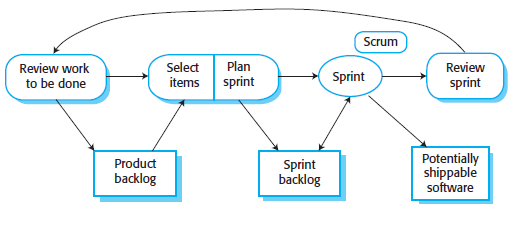 Scrum
Review work
to be done
Select
items
Plan
sprint
Sprint
Review
sprint
Product
backlog
Sprint
backlog
Potentially
shippable
software